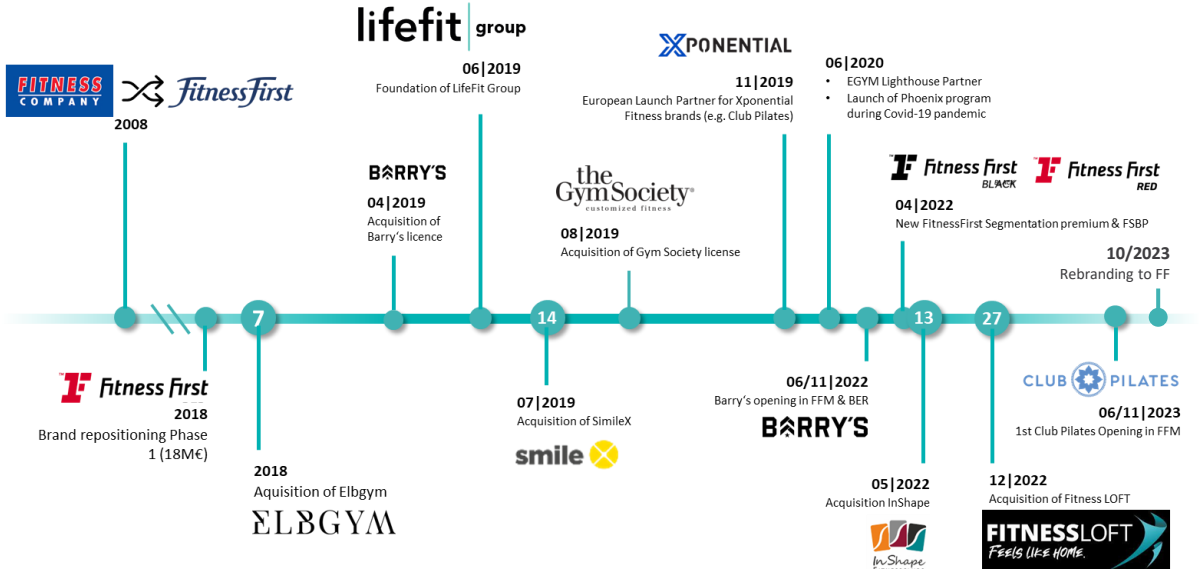 lifefit group
06|2019
Foundation of LifeFit Group
FITNESS
COMPANY
FitnessFirst
2008
XPONENTIAL
11|2019
European Launch Partner for Xponential
Fitness brands (e.g. Club Pilates)
06|2020
• EGYM Lighthouse Partner
• Launch of Phoenix program
during Covid-19 pandemic
BARRY'S
04|2019
Acquisition of
Barry's licence
the
Gym Society®
customized fitness
08|2019
Acquisition of Gym Society license
™ Fitness First
BLACK
™ Fitness First
RED
04|2022
New FitnessFirst Segmentation premium & FSBP
10/2023
Rebranding to FF
7
14
13
27
™ Fitness First
2018
Brand repositioning Phase
1 (18M€)
2018
Aquisition of Elbgym
ELBGYM
07|2019
Acquisition of SimileX
smile
06/11|2022
Barry's opening in FFM & BER
BARRY'S
05|2022
Acquisition InShape
InShape
12|2022
Acquisition of Fitness LOFT
FITNESSLOFT
FEELS LIKE HOME.
CLUB PILATES
06/11|2023
1st Club Pilates Opening in FFM